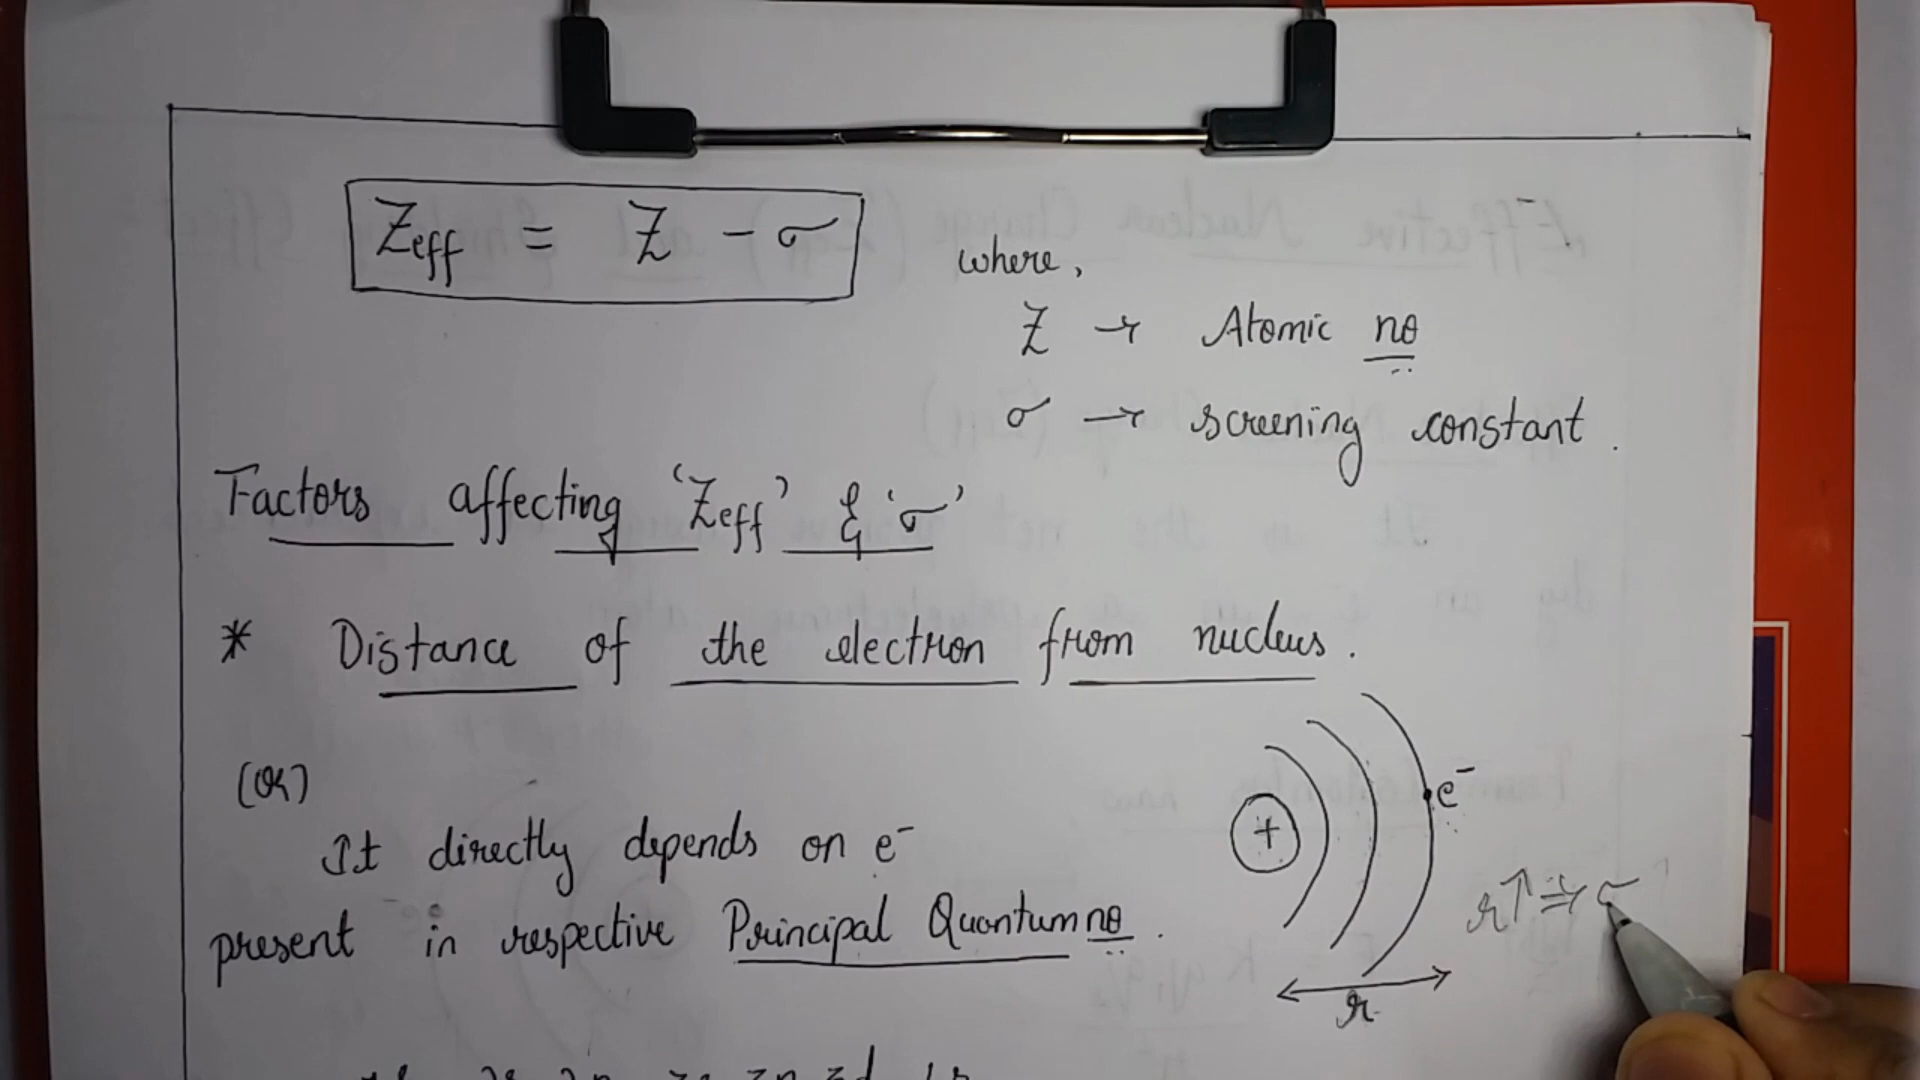 Zeff = Z - σ
where,
Z → Atomic no
σ → screening constant.
Factors affecting 'Zeff' & 'σ'
* Distance of the electron from nucleus.
(or)
It directly depends on e⁻
present in respective Principal Quantum no.
+
e⁻
r↑ ⇒ σ
r